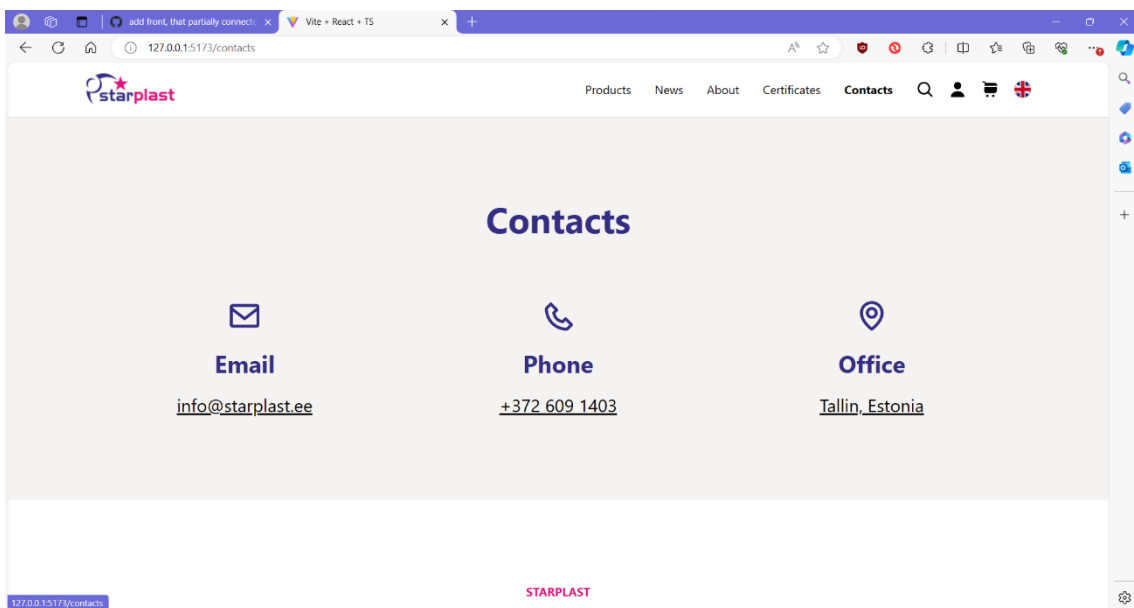 add front, that partially connects
Vite + React + TS
127.0.0.1:5173/contacts
starplast
Products News About Certificates Contacts
Contacts
Email Phone Office
info@starplast.ee +372 609 1403 Tallin, Estonia
STARPLAST
127.0.0.1:5173/contacts